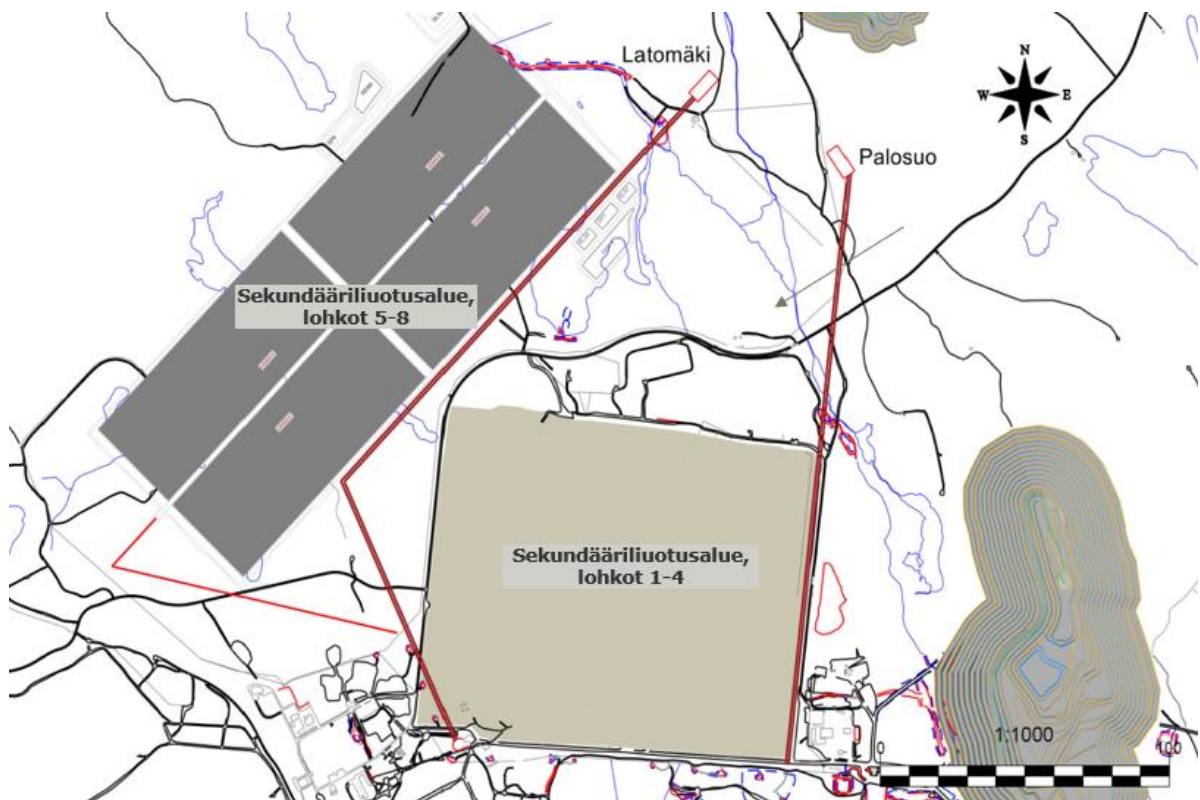 Latomäki
N
W
E
S
Palosuo
Sekundääriliuotusalue,
lohkot 5-8
Sekundääriliuotusalue,
lohkot 1-4
1:1000
0
100